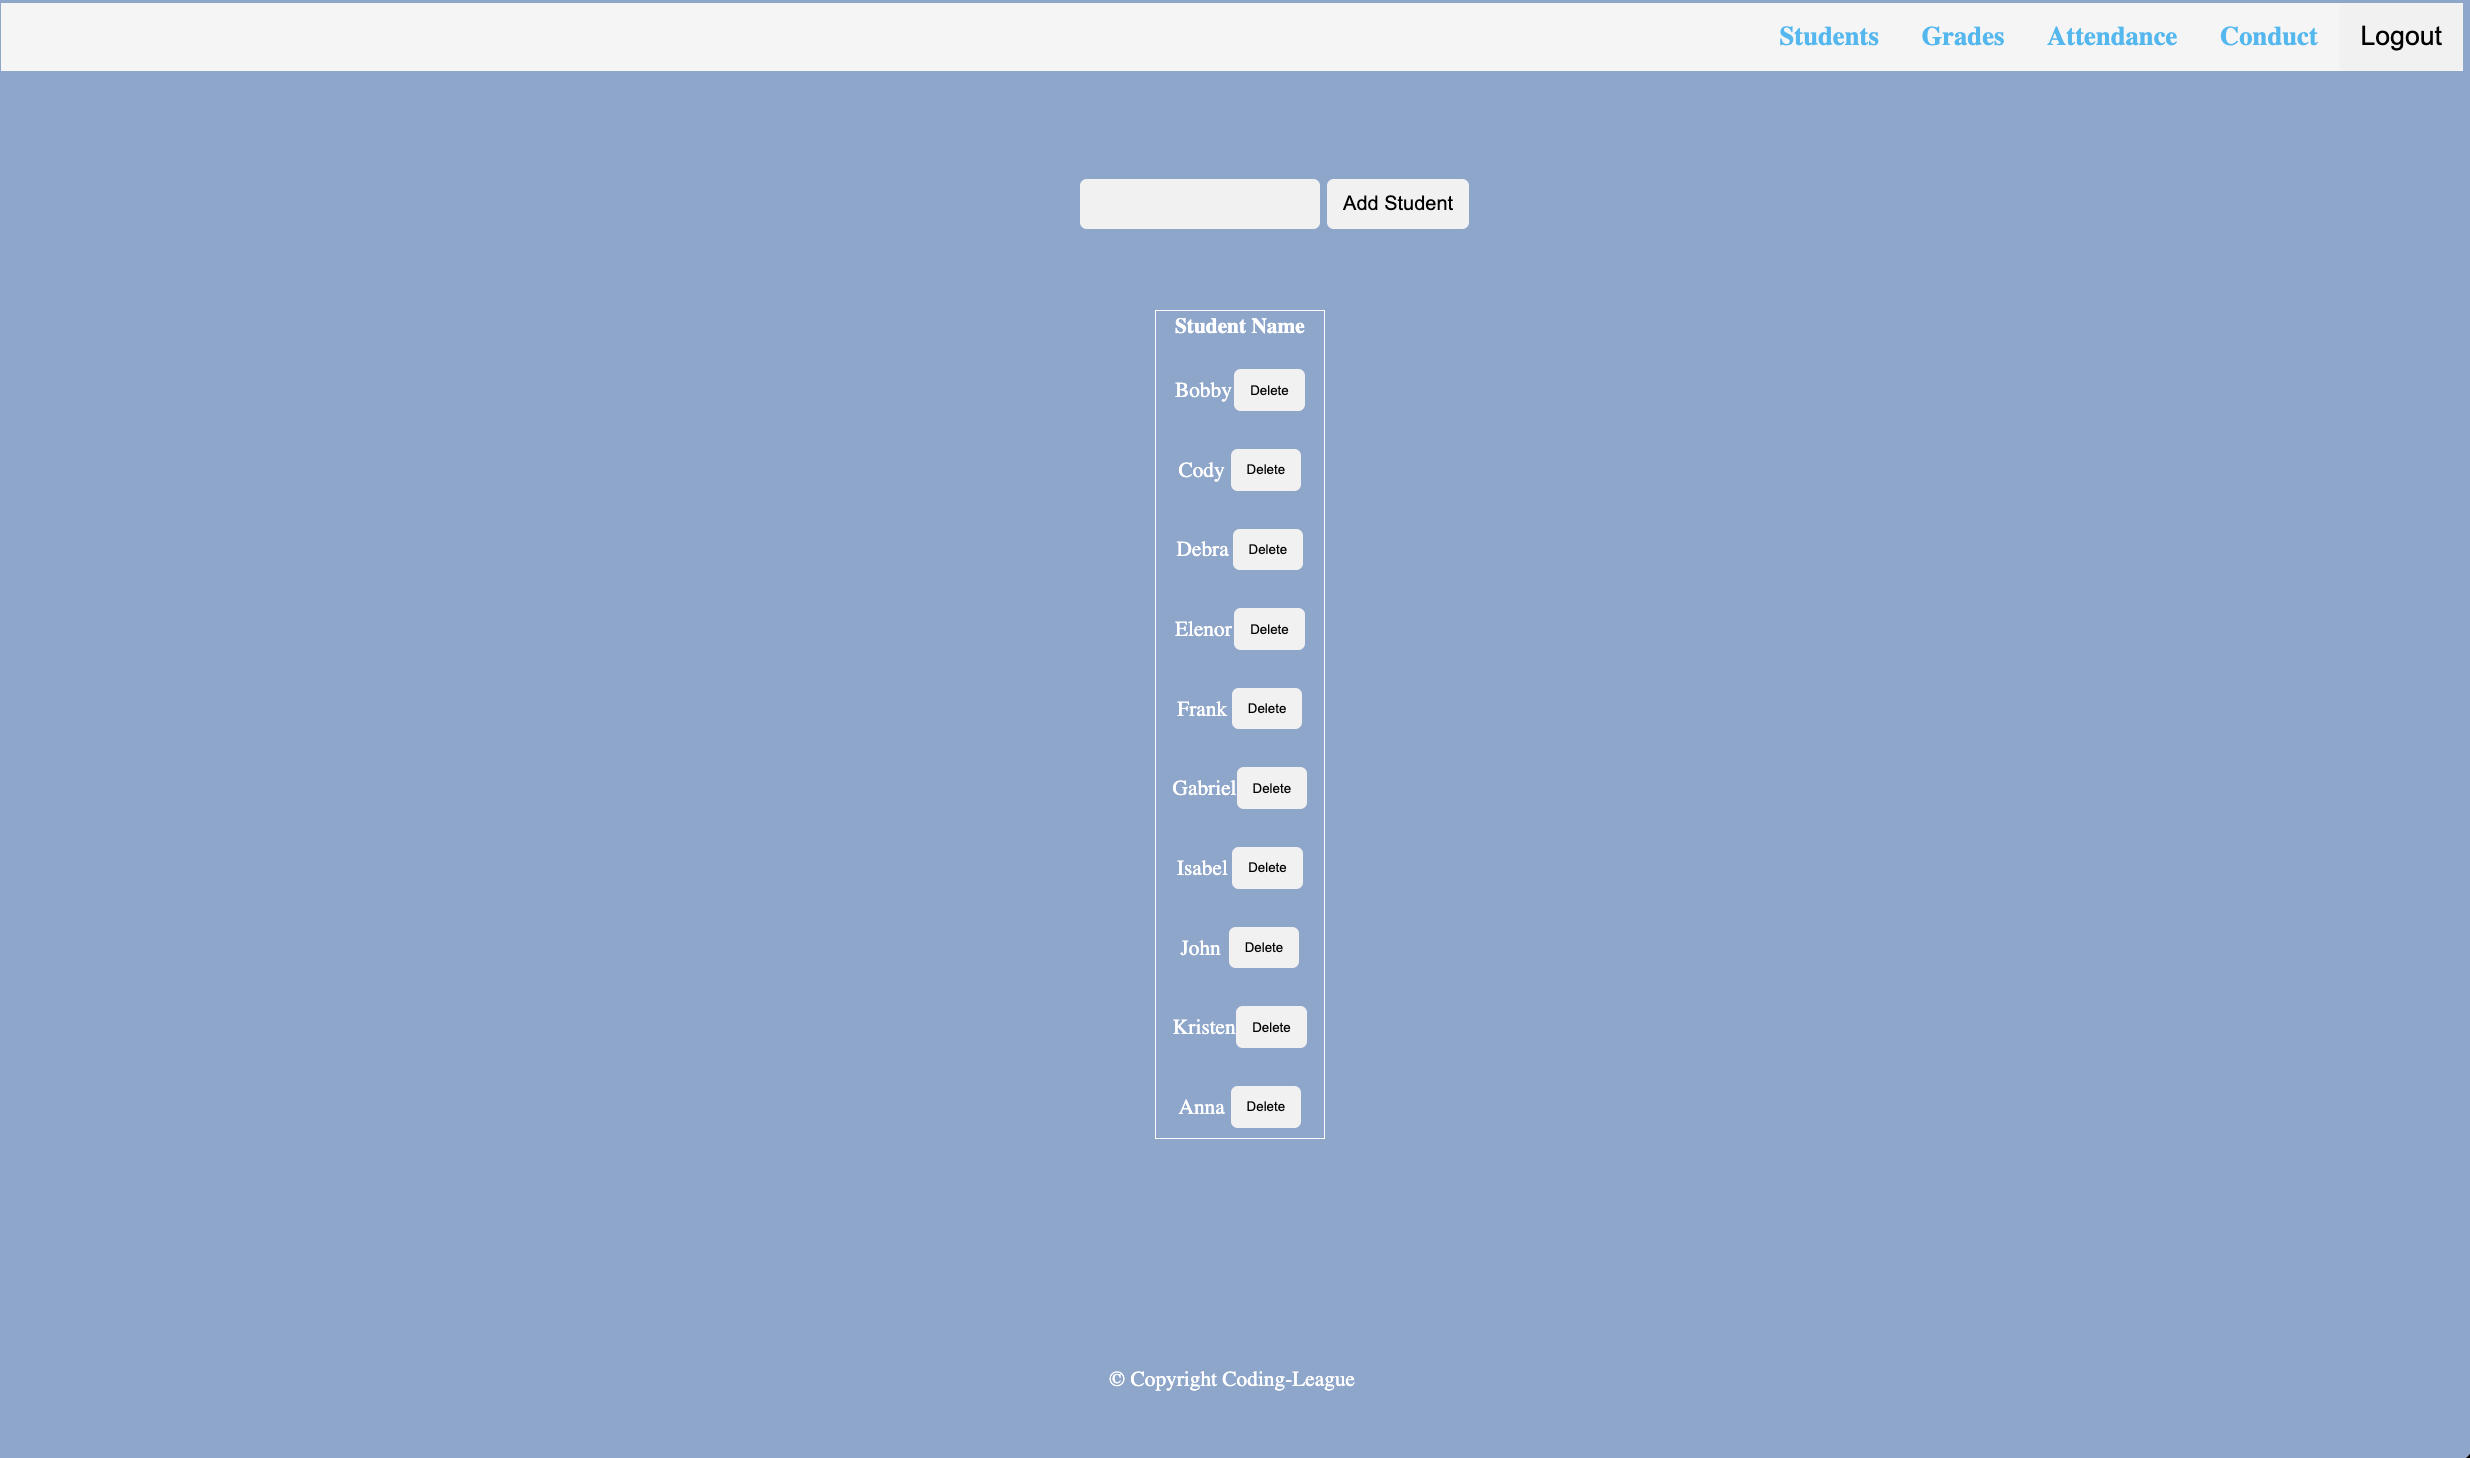 Students Grades Attendance Conduct Logout
Add Student
Student Name
Bobby Delete
Cody Delete
Debra Delete
Elenor Delete
Frank Delete
Gabriel Delete
Isabel Delete
John Delete
Kristen Delete
Anna Delete
© Copyright Coding-League